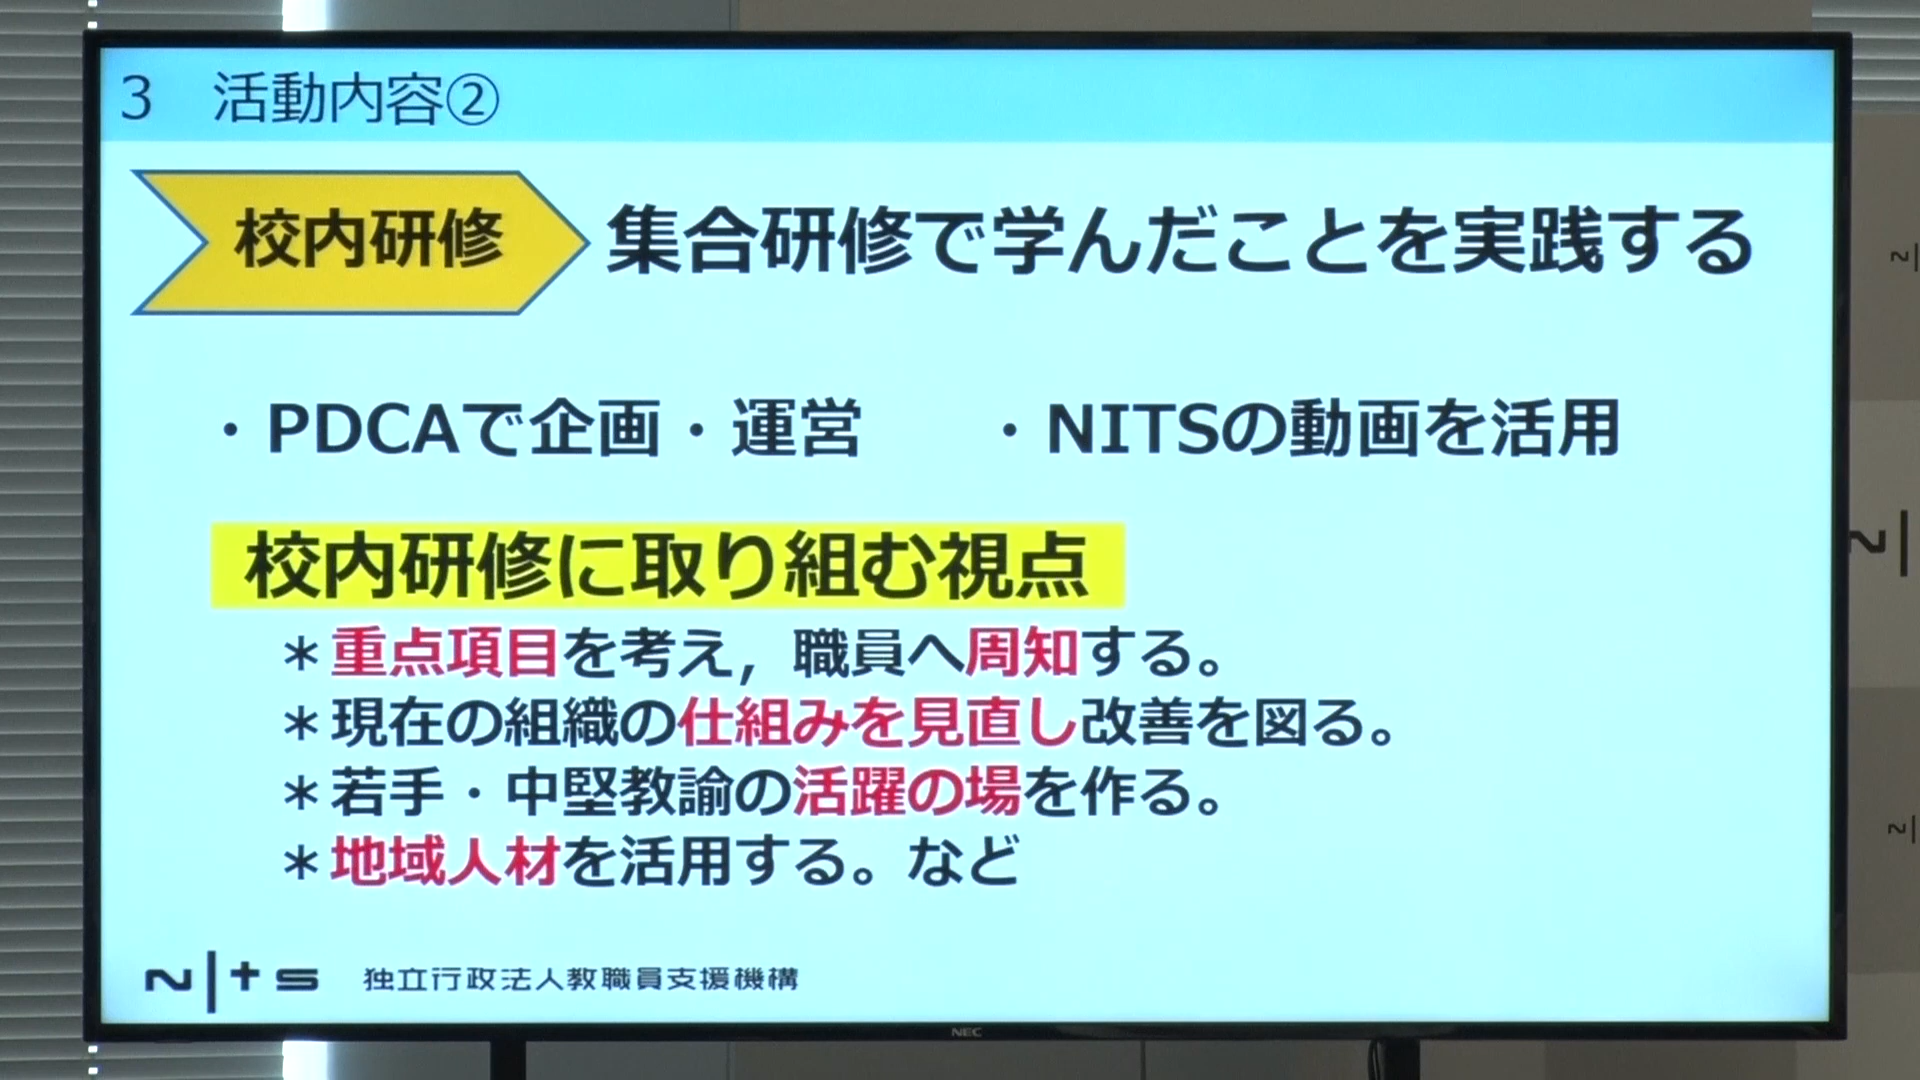 3 活動内容②
校内研修 集合研修で学んだことを実践する
・PDCAで企画・運営 ・NITSの動画を活用
校内研修に取り組む視点
＊重点項目を考え，職員へ周知する。
＊現在の組織の仕組みを見直し改善を図る。
＊若手・中堅教諭の活躍の場を作る。
＊地域人材を活用する。など
nits 独立行政法人教職員支援機構
NEC